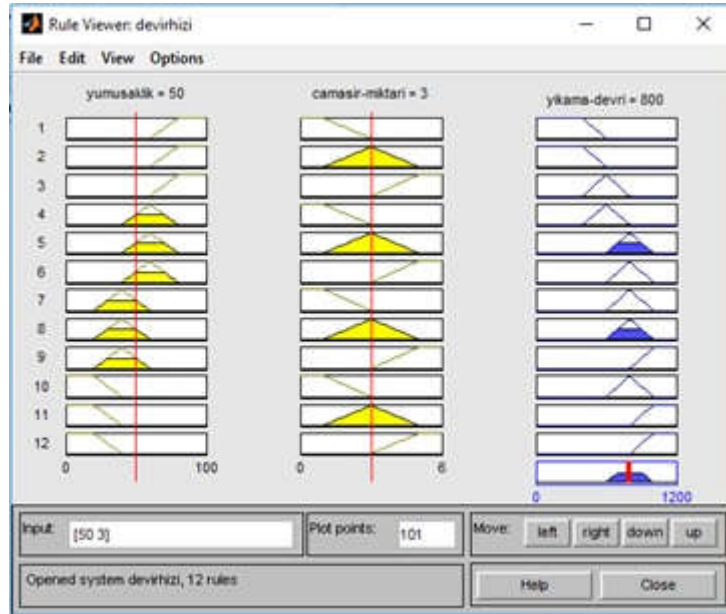 Rule Viewer: devirhizi
File Edit View Options
yumusaklik = 50 camasir-miktari = 3 yikama-devri = 800
1
2
3
4
5
6
7
8
9
10
11
12
0 100 0 6
0 1200
Input: [50 3] Plot points: 101 Move: left right down up
Opened system devirhizi, 12 rules Help Close